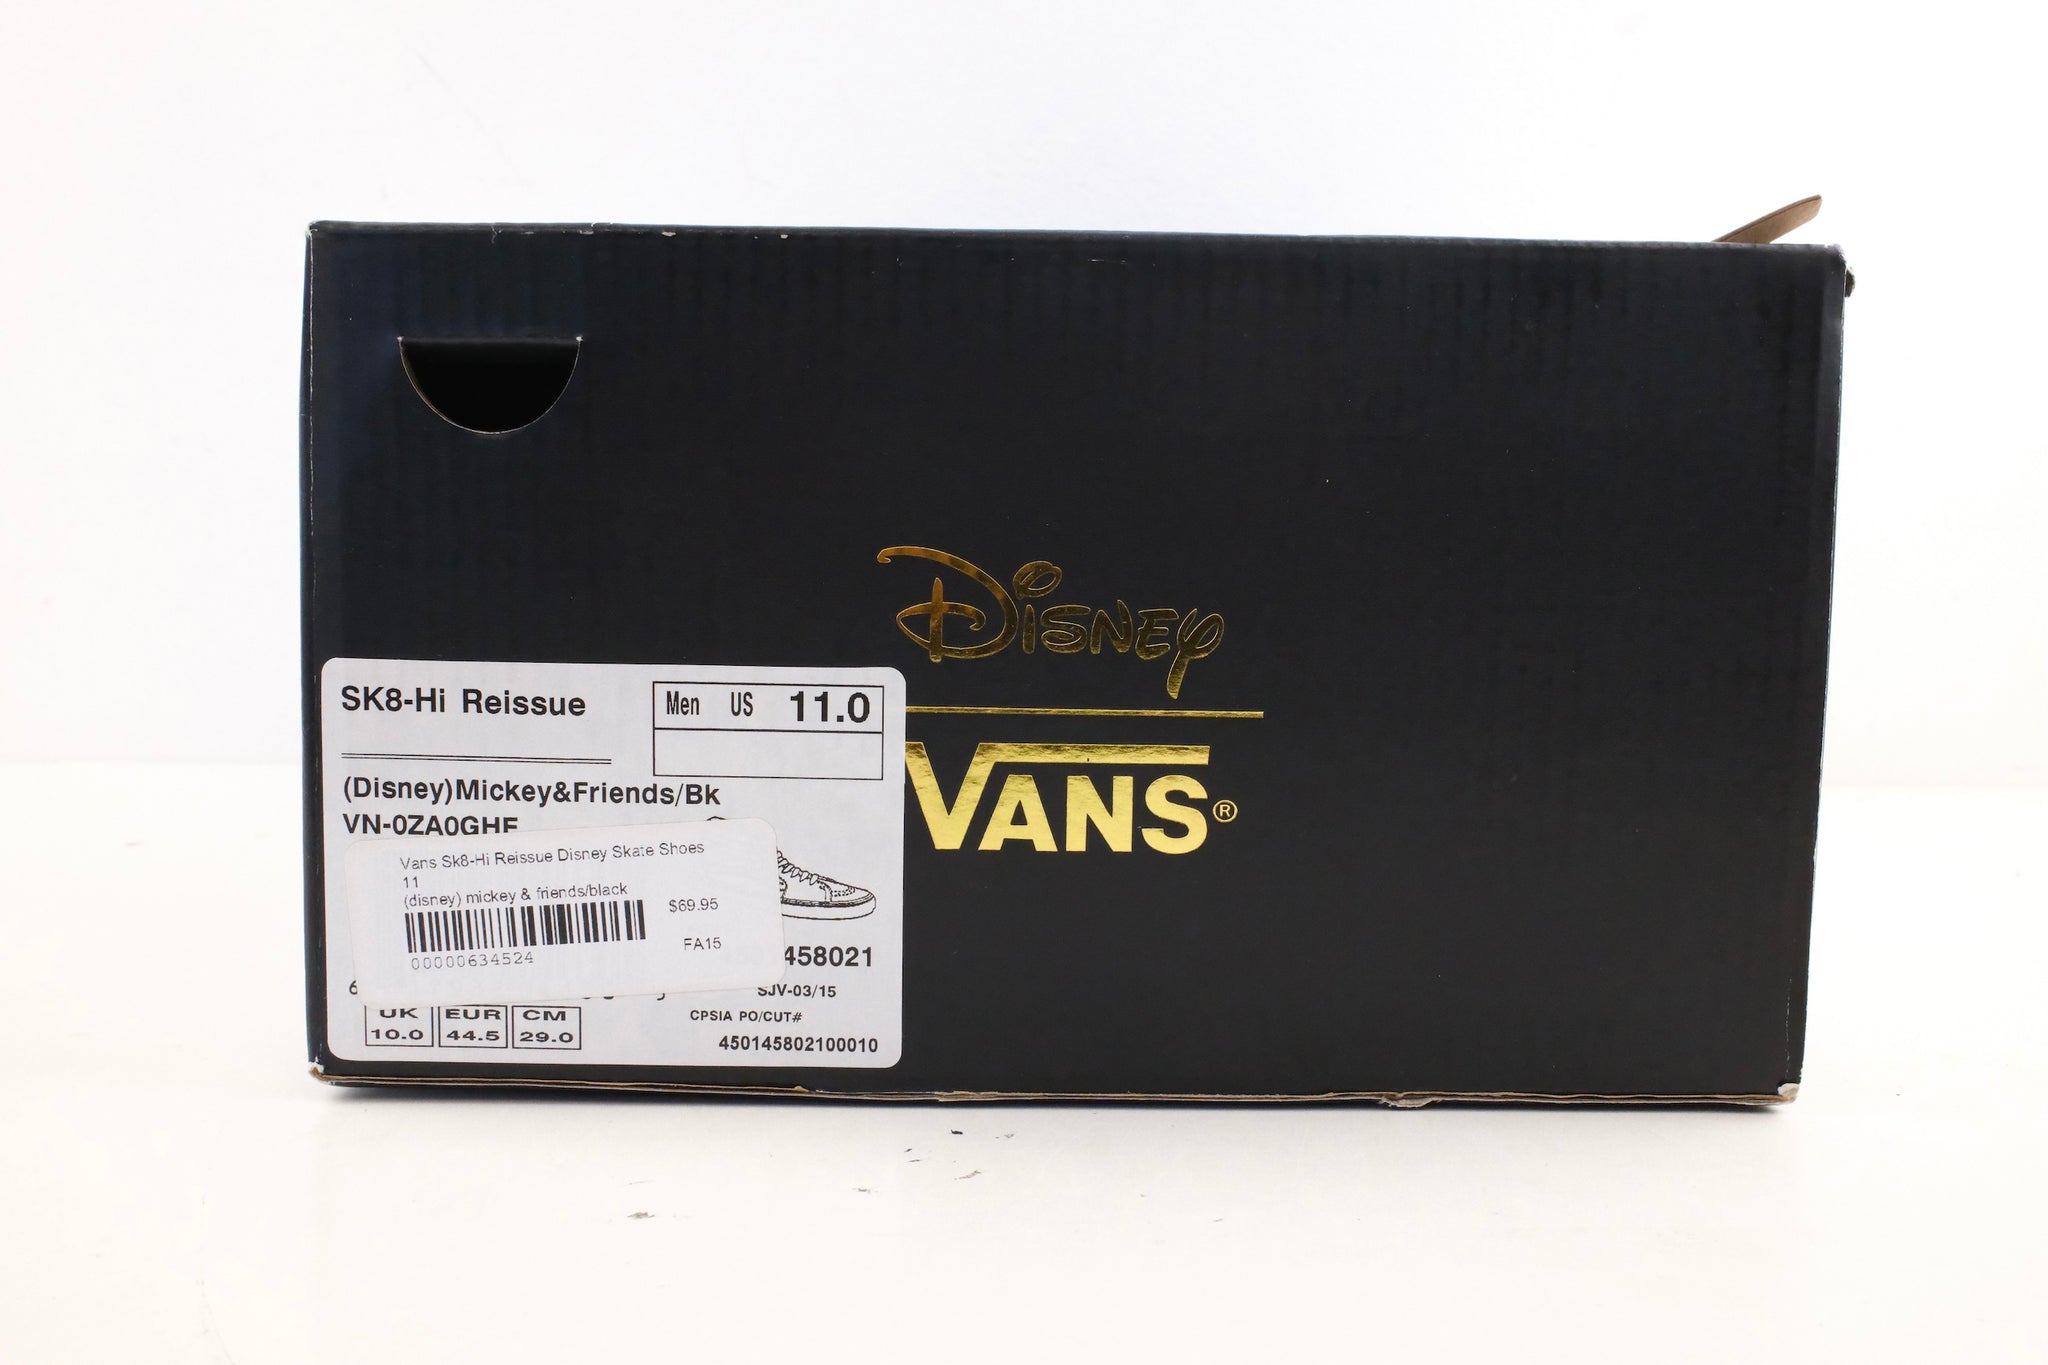 Disney
VANS®
SK8-Hi Reissue
Men US 11.0
(Disney)Mickey&Friends/Bk
VN-0ZA0GHF
Vans Sk8-Hi Reissue Disney Skate Shoes
11
(disney) mickey & friends/black
$69.95
00000634524
FA15
458021
SJV-03/15
CPSIA PO/CUT#
450145802100010
UK EUR CM
10.0 44.5 29.0